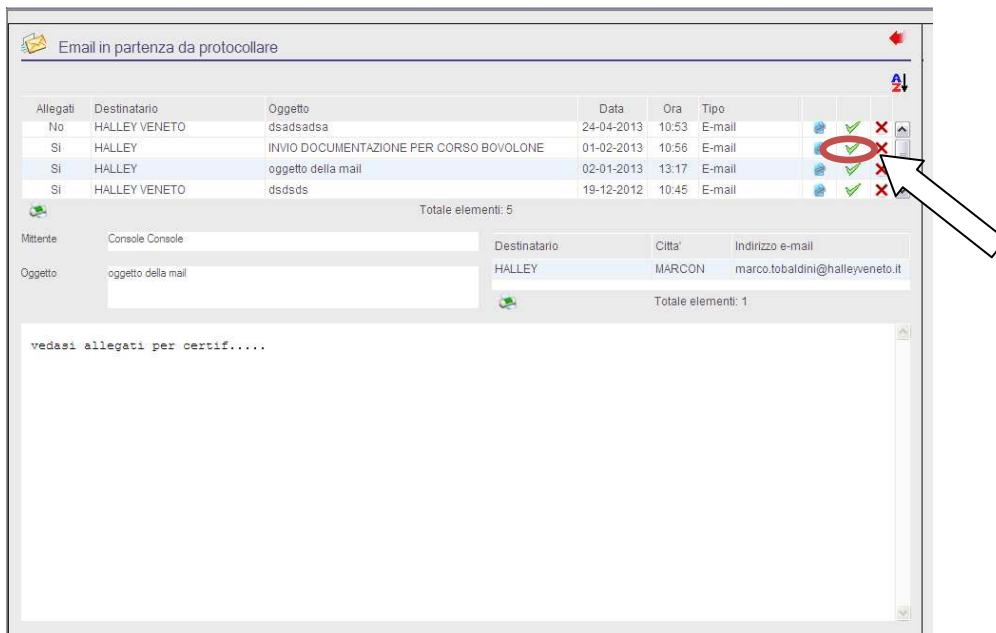 Email in partenza da protocollare
Allegati Destinatario Oggetto Data Ora Tipo
No HALLEY VENETO dsadsadsa 24-04-2013 10:53 E-mail
Si HALLEY INVIO DOCUMENTAZIONE PER CORSO BOVOLONE 01-02-2013 10:56 E-mail
Si HALLEY oggetto della mail 02-01-2013 13:17 E-mail
Si HALLEY VENETO dsdsds 19-12-2012 10:45 E-mail
Totale elementi: 5
Mittente Console Console
Oggetto oggetto della mail
Destinatario Citta' Indirizzo e-mail
HALLEY MARCON marco.tobaldini@halleyveneto.it
Totale elementi: 1
vedasi allegati per certif.....